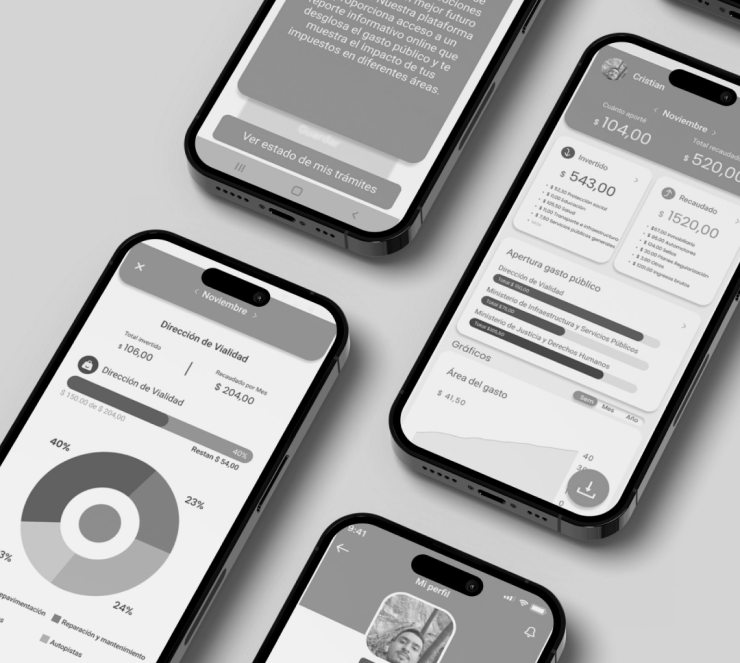 mejor futuro
Nuestra plataforma
proporciona acceso a un
reporte informativo online que
desglosa el gasto público y te
muestra el impacto de tus
impuestos en diferentes áreas.
Guardar
Ver estado de mis trámites
Cristian
< Noviembre >
Cuánto aporté
$ 104,00
Total recaudado
$ 520,00
Invertido
$ 543,00
Recaudado
$ 1520,00
Apertura gasto público
Dirección de Vialidad
Ministerio de Infraestructura y Servicios Públicos
Ministerio de Justicia y Derechos Humanos
Gráficos
Área del gasto
Sem Mes Año
$ 41,50
40
0
< Noviembre >
Dirección de Vialidad
Total invertido
$ 106,00
Recaudado por Mes
$ 204,00
Dirección de Vialidad
40%
$ 150,00 de $ 204,00
Restan $ 54,00
40%
23%
3%
24%
Reparación y mantenimiento
Autopistas
9:41
Mi perfil